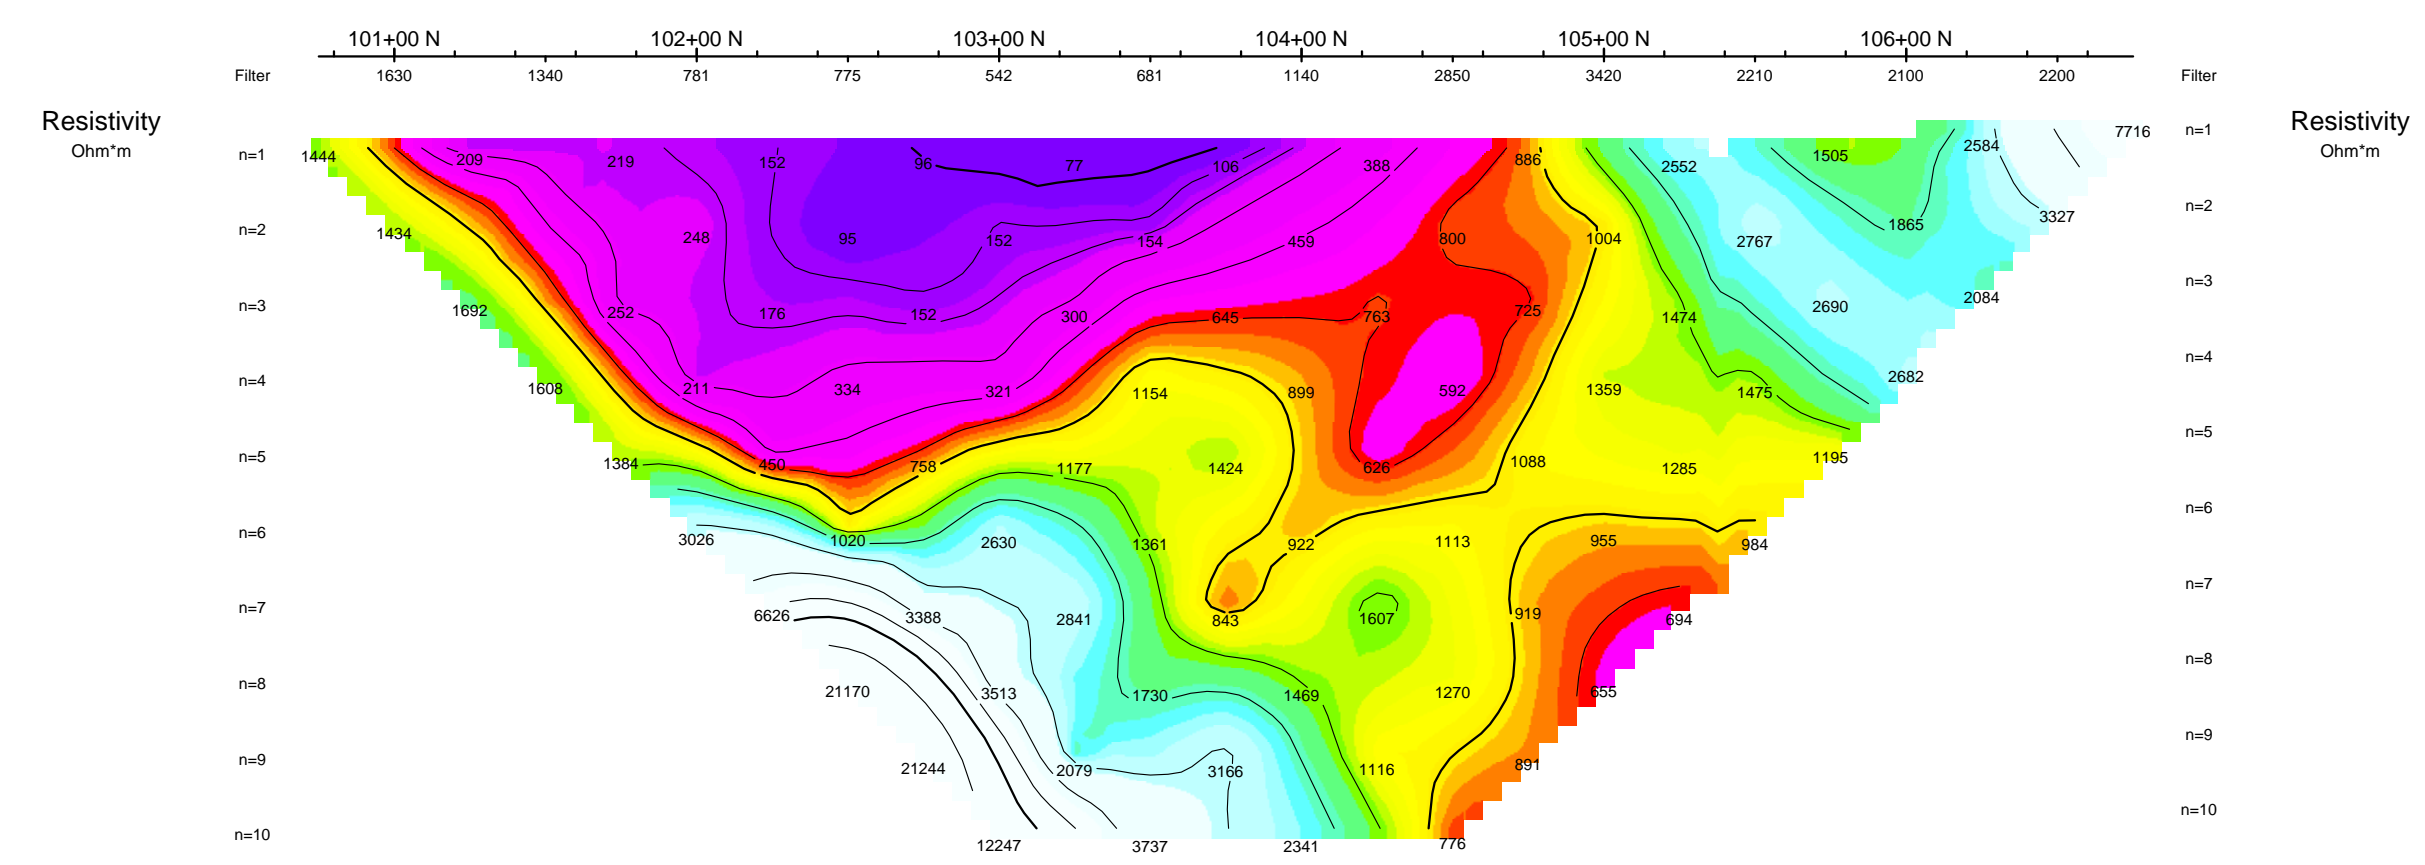 101+00 N 102+00 N 103+00 N 104+00 N 105+00 N 106+00 N
Filter 1630 1340 781 775 542 681 1140 2850 3420 2210 2100 2200 Filter
Resistivity Resistivity
Ohm*m Ohm*m
n=1 1444 209 219 152 96 77 106 388 886 2552 1505 2584 7716 n=1
n=2 1434 248 95 152 154 459 800 1004 2767 1865 3327 n=2
n=3 1692 252 176 152 300 645 763 725 1474 2690 2084 n=3
n=4 1608 211 334 321 1154 899 592 1359 1475 2682 n=4
n=5 1384 450 758 1177 1424 626 1088 1285 1195 n=5
n=6 3026 1020 2630 1361 922 1113 955 984 n=6
n=7 6626 3388 2841 843 1607 919 694 n=7
n=8 21170 3513 1730 1469 1270 655 n=8
n=9 21244 2079 3166 1116 891 n=9
n=10 12247 3737 2341 776 n=10